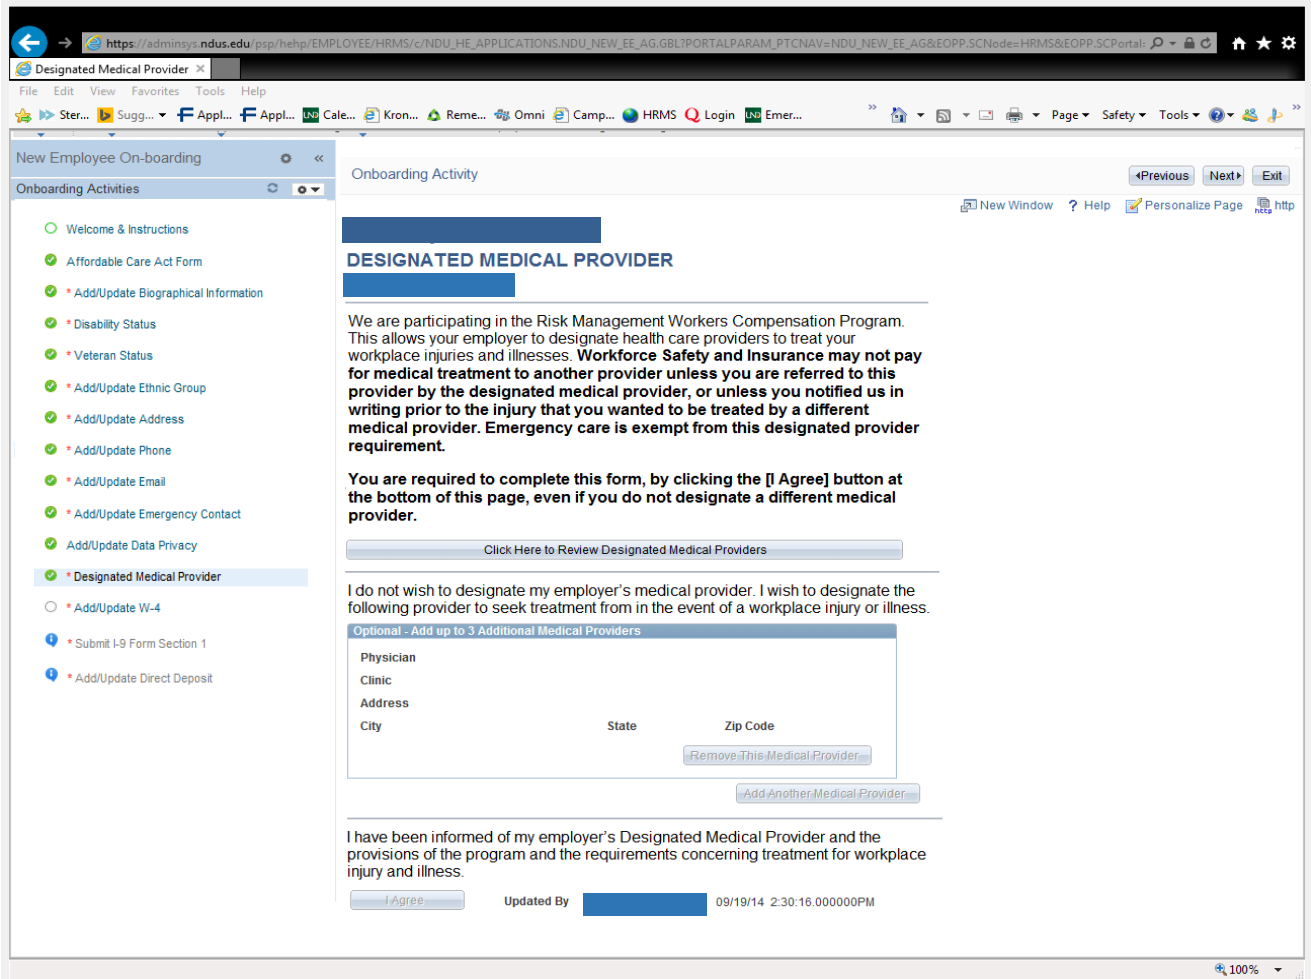 https://adminsys.ndus.edu/psp/hehp/EMPLOYEE/HRMS/c/NDU_HE_APPLICATIONS.NDU_NEW_EE_AG.GBL?PORTALPARAM_PTCNAV=NDU_NEW_EE_AG&EOPP.SCNode=HRMS&EOPP.SCPortal=
Designated Medical Provider ×
File Edit View Favorites Tools Help
Ster... Sugg... Appl... Appl... UND Cale... Kron... Reme... Omni Camp... HRMS Login UND Emer... » Page Safety Tools »
New Employee On-boarding «
Onboarding Activities
Welcome & Instructions
Affordable Care Act Form
* Add/Update Biographical Information
* Disability Status
* Veteran Status
* Add/Update Ethnic Group
* Add/Update Address
* Add/Update Phone
* Add/Update Email
* Add/Update Emergency Contact
Add/Update Data Privacy
* Designated Medical Provider
* Add/Update W-4
* Submit I-9 Form Section 1
* Add/Update Direct Deposit
Onboarding Activity
Previous Next Exit
New Window ? Help Personalize Page http
DESIGNATED MEDICAL PROVIDER
We are participating in the Risk Management Workers Compensation Program.
This allows your employer to designate health care providers to treat your
workplace injuries and illnesses. Workforce Safety and Insurance may not pay
for medical treatment to another provider unless you are referred to this
provider by the designated medical provider, or unless you notified us in
writing prior to the injury that you wanted to be treated by a different
medical provider. Emergency care is exempt from this designated provider
requirement.
You are required to complete this form, by clicking the [I Agree] button at
the bottom of this page, even if you do not designate a different medical
provider.
Click Here to Review Designated Medical Providers
I do not wish to designate my employer's medical provider. I wish to designate the
following provider to seek treatment from in the event of a workplace injury or illness.
Optional - Add up to 3 Additional Medical Providers
Physician
Clinic
Address
City State Zip Code
Remove This Medical Provider
Add Another Medical Provider
I have been informed of my employer's Designated Medical Provider and the
provisions of the program and the requirements concerning treatment for workplace
injury and illness.
I Agree Updated By 09/19/14 2:30:16.000000PM
100%